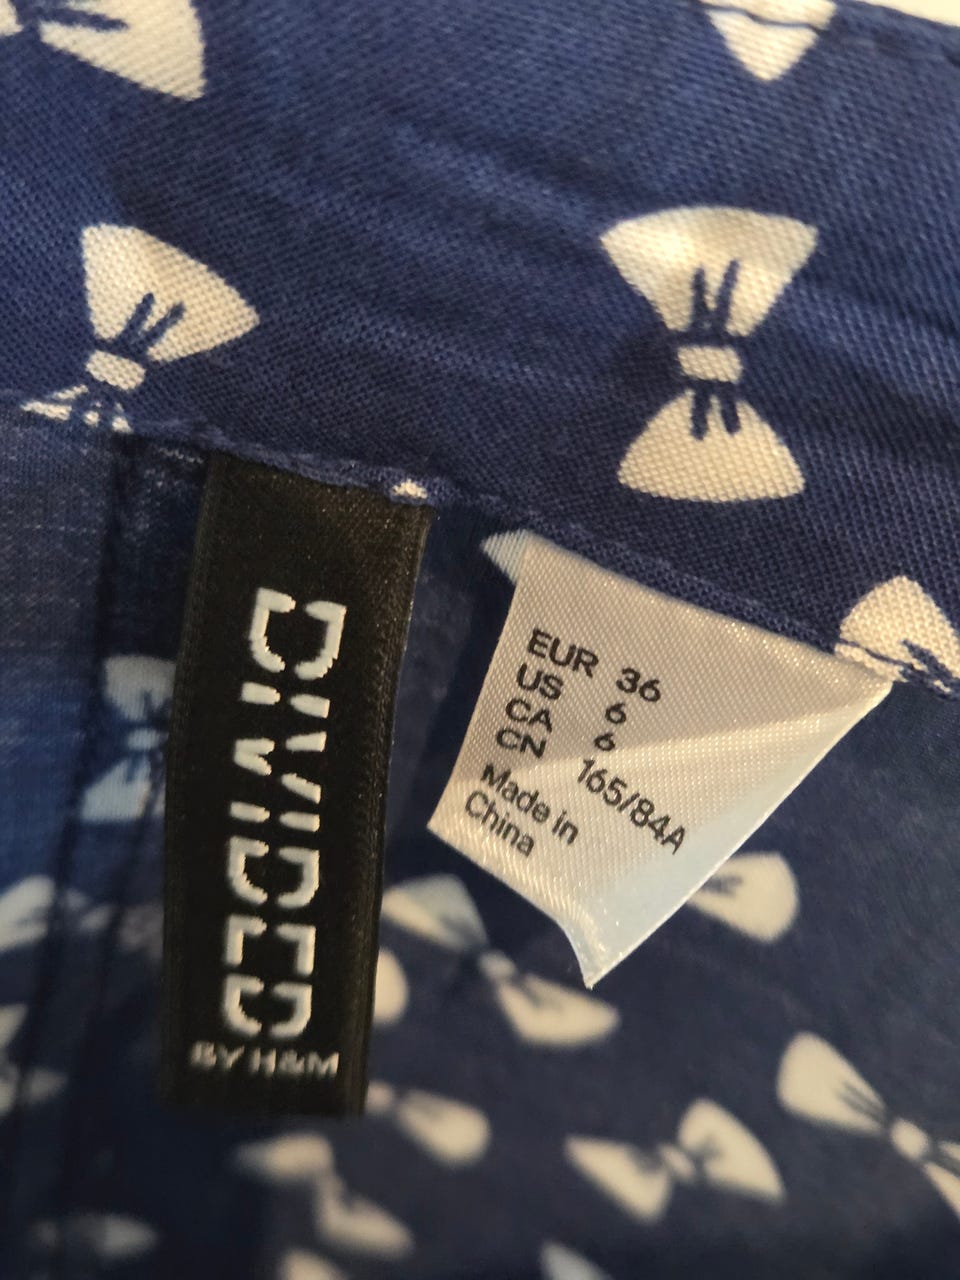 DIVIDED
BY H&M
EUR 36
US 6
CA 6
CN 165/84A
Made in
China